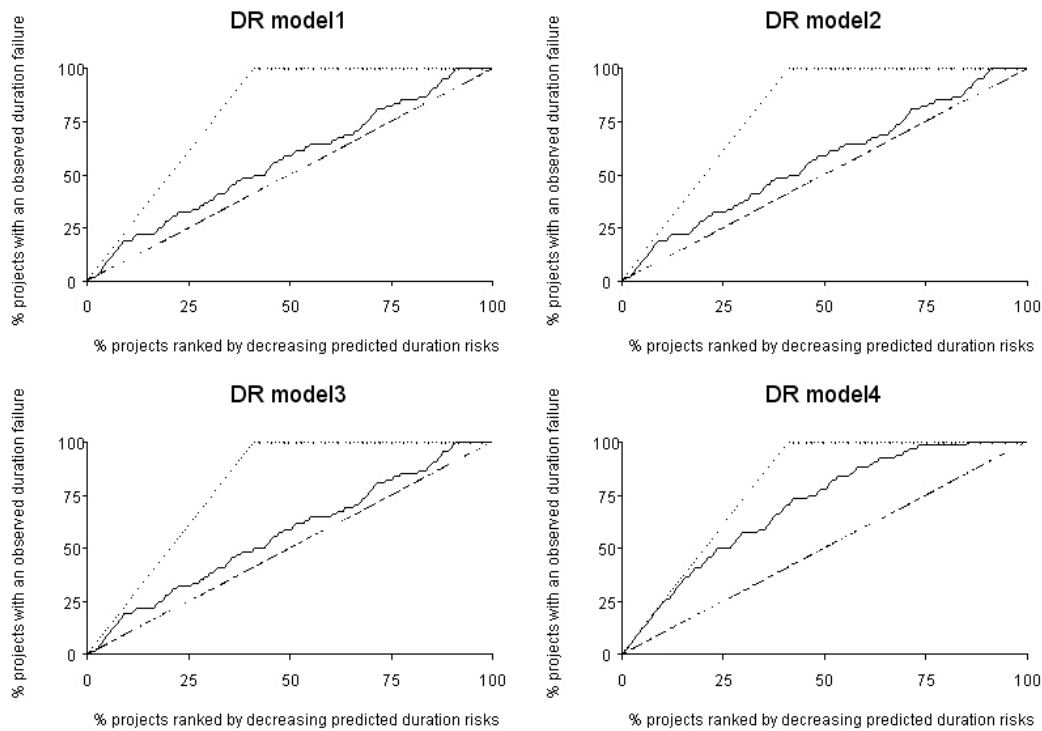 DR model1
% projects with an observed duration failure
100
75
50
25
0
0 25 50 75 100
% projects ranked by decreasing predicted duration risks
DR model2
% projects with an observed duration failure
100
75
50
25
0
0 25 50 75 100
% projects ranked by decreasing predicted duration risks
DR model3
% projects with an observed duration failure
100
75
50
25
0
0 25 50 75 100
% projects ranked by decreasing predicted duration risks
DR model4
% projects with an observed duration failure
100
75
50
25
0
0 25 50 75 100
% projects ranked by decreasing predicted duration risks